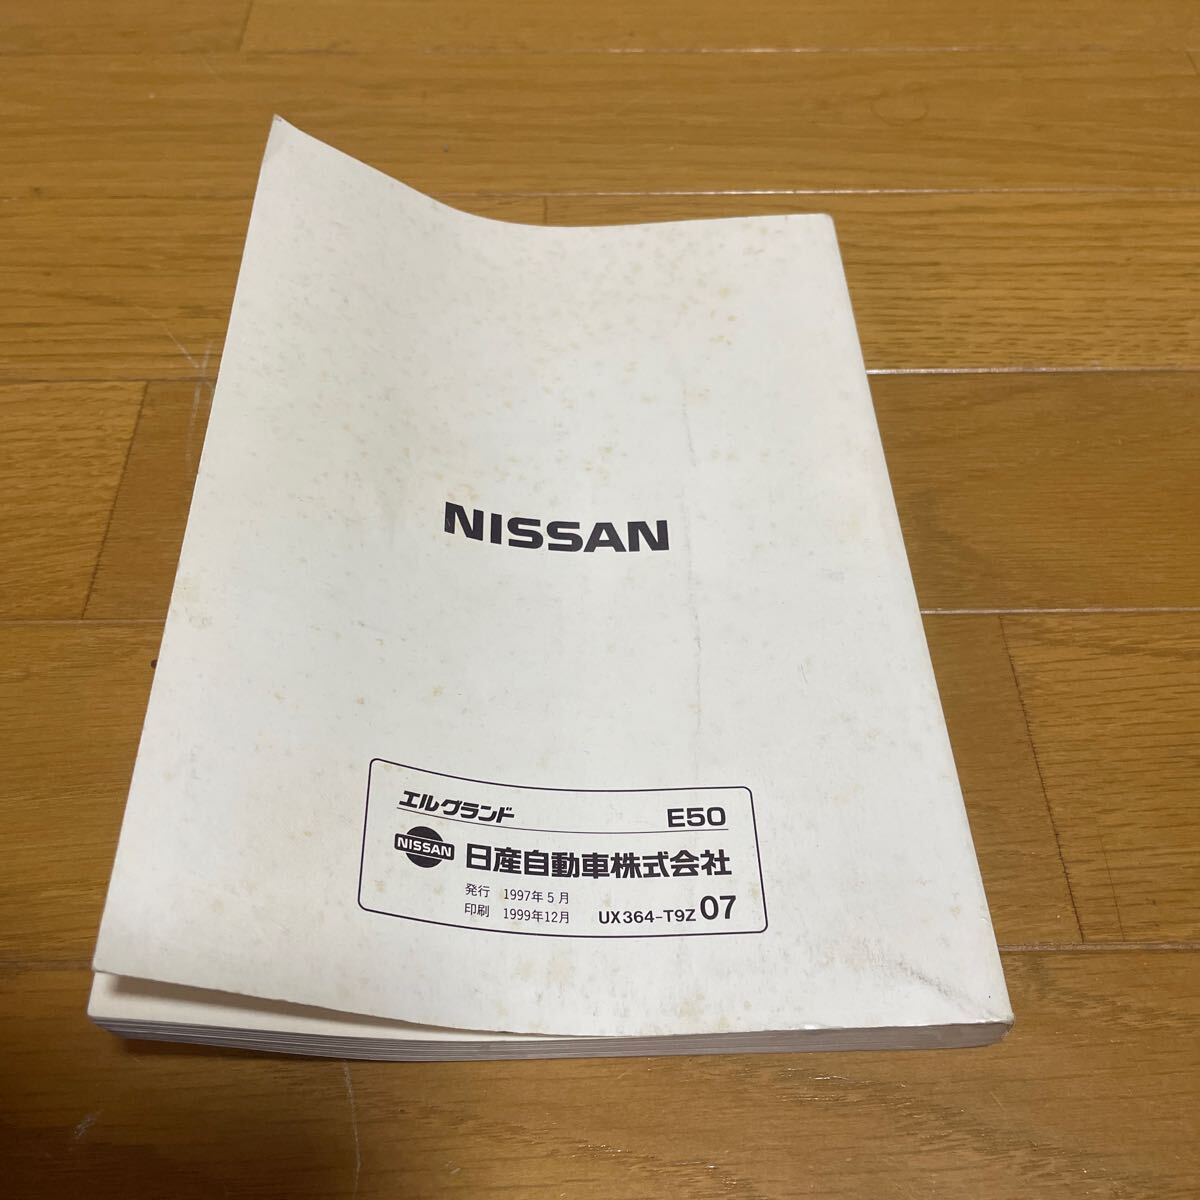 NISSAN
エルグランド E50
NISSAN 日産自動車株式会社
発行 1997年5月
印刷 1999年12月 UX364-T9Z 07